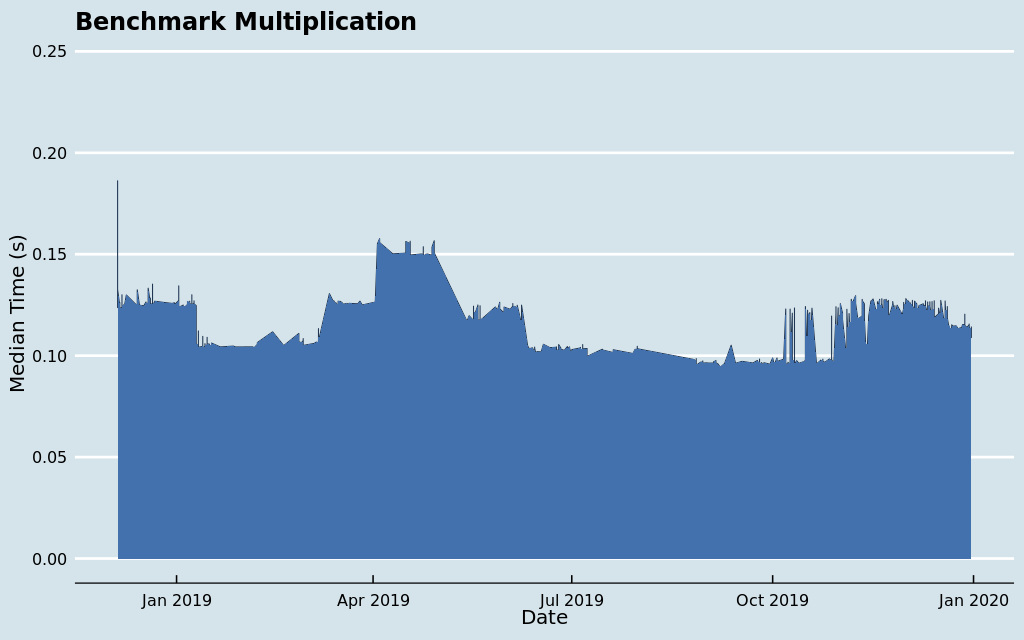 Benchmark Multiplication
0.25
0.20
0.15
0.10
0.05
0.00
Median Time (s)
Jan 2019
Apr 2019
Jul 2019
Oct 2019
Jan 2020
Date